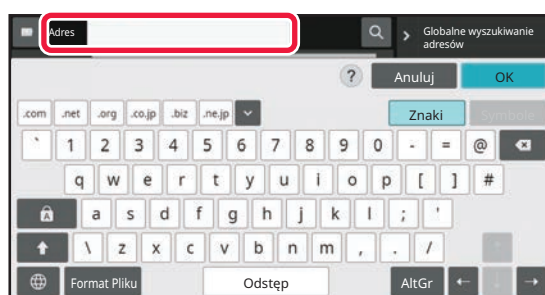 Adres
Globalne wyszukiwanie
adresów
? Anuluj OK
.com .net .org .co.jp .biz .ne.jp Znaki Symbole
` 1 2 3 4 5 6 7 8 9 0 - = @
q w e r t y u i o p [ ] #
A a s d f g h j k l ; '
\ z x c v b n m , . /
Format Pliku Odstęp AltGr ← ↓ →